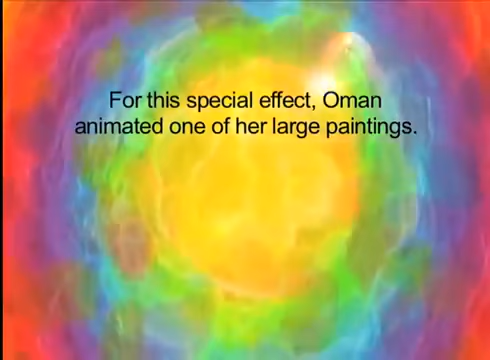 For this special effect, Oman
animated one of her large paintings.